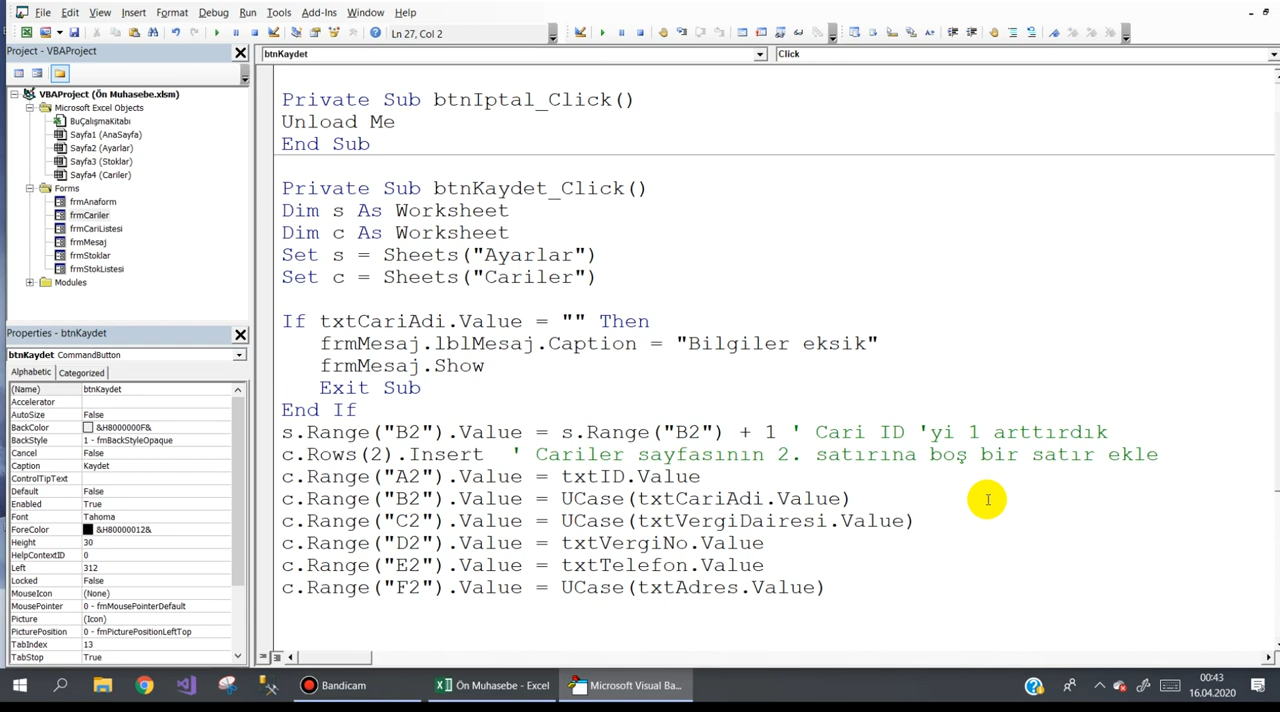 File Edit View Insert Format Debug Run Tools Add-Ins Window Help
Ln 27, Col 2
Project - VBAProject
btnKaydet
Click
VBAProject (Ön Muhasebe.xlsm)
Microsoft Excel Objects
BuÇalışmaKitabı
Sayfa1 (AnaSayfa)
Sayfa2 (Ayarlar)
Sayfa3 (Stoklar)
Sayfa4 (Cariler)
Forms
frmAnaform
frmCariler
frmCariListesi
frmMesaj
frmStoklar
frmStokListesi
Modules
Properties - btnKaydet
btnKaydet CommandButton
Alphabetic Categorized
(Name) btnKaydet
Accelerator
AutoSize False
BackColor &H8000000F&
BackStyle 1 - fmBackStyleOpaque
Cancel False
Caption Kaydet
ControlTipText
Default False
Enabled True
Font Tahoma
ForeColor &H80000012&
Height 30
HelpContextID 0
Left 312
Locked False
MouseIcon (None)
MousePointer 0 - fmMousePointerDefault
Picture (Icon)
PicturePosition 0 - fmPicturePositionLeftTop
TabIndex 13
TabStop True
Private Sub btnIptal_Click()
Unload Me
End Sub
Private Sub btnKaydet_Click()
Dim s As Worksheet
Dim c As Worksheet
Set s = Sheets("Ayarlar")
Set c = Sheets("Cariler")
If txtCariAdi.Value = "" Then
frmMesaj.lblMesaj.Caption = "Bilgiler eksik"
frmMesaj.Show
Exit Sub
End If
s.Range("B2").Value = s.Range("B2") + 1 ' Cari ID 'yi 1 arttırdık
c.Rows(2).Insert ' Cariler sayfasının 2. satırına boş bir satır ekle
c.Range("A2").Value = txtID.Value
c.Range("B2").Value = UCase(txtCariAdi.Value)
c.Range("C2").Value = UCase(txtVergiDairesi.Value)
c.Range("D2").Value = txtVergiNo.Value
c.Range("E2").Value = txtTelefon.Value
c.Range("F2").Value = UCase(txtAdres.Value)
Bandicam
Ön Muhasebe - Excel
Microsoft Visual Ba...
00:43
16.04.2020